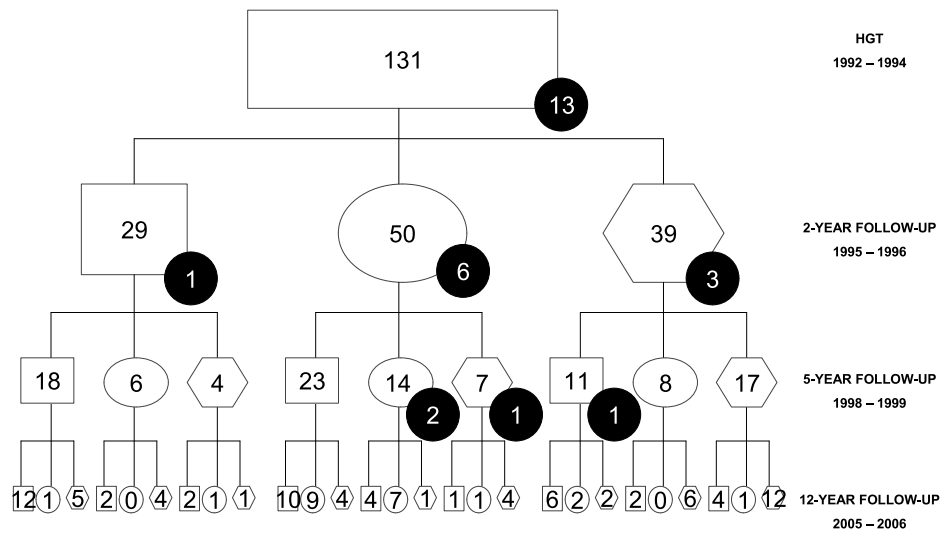 131
HGT
1992 – 1994
13
29
50
39
2-YEAR FOLLOW-UP
1995 – 1996
1
6
3
18
6
4
23
14
7
11
8
17
5-YEAR FOLLOW-UP
1998 – 1999
2
1
1
12 1 5 2 0 4 2 1 1 10 9 4 4 7 1 1 1 4 6 2 2 2 0 6 4 1 12
12-YEAR FOLLOW-UP
2005 – 2006